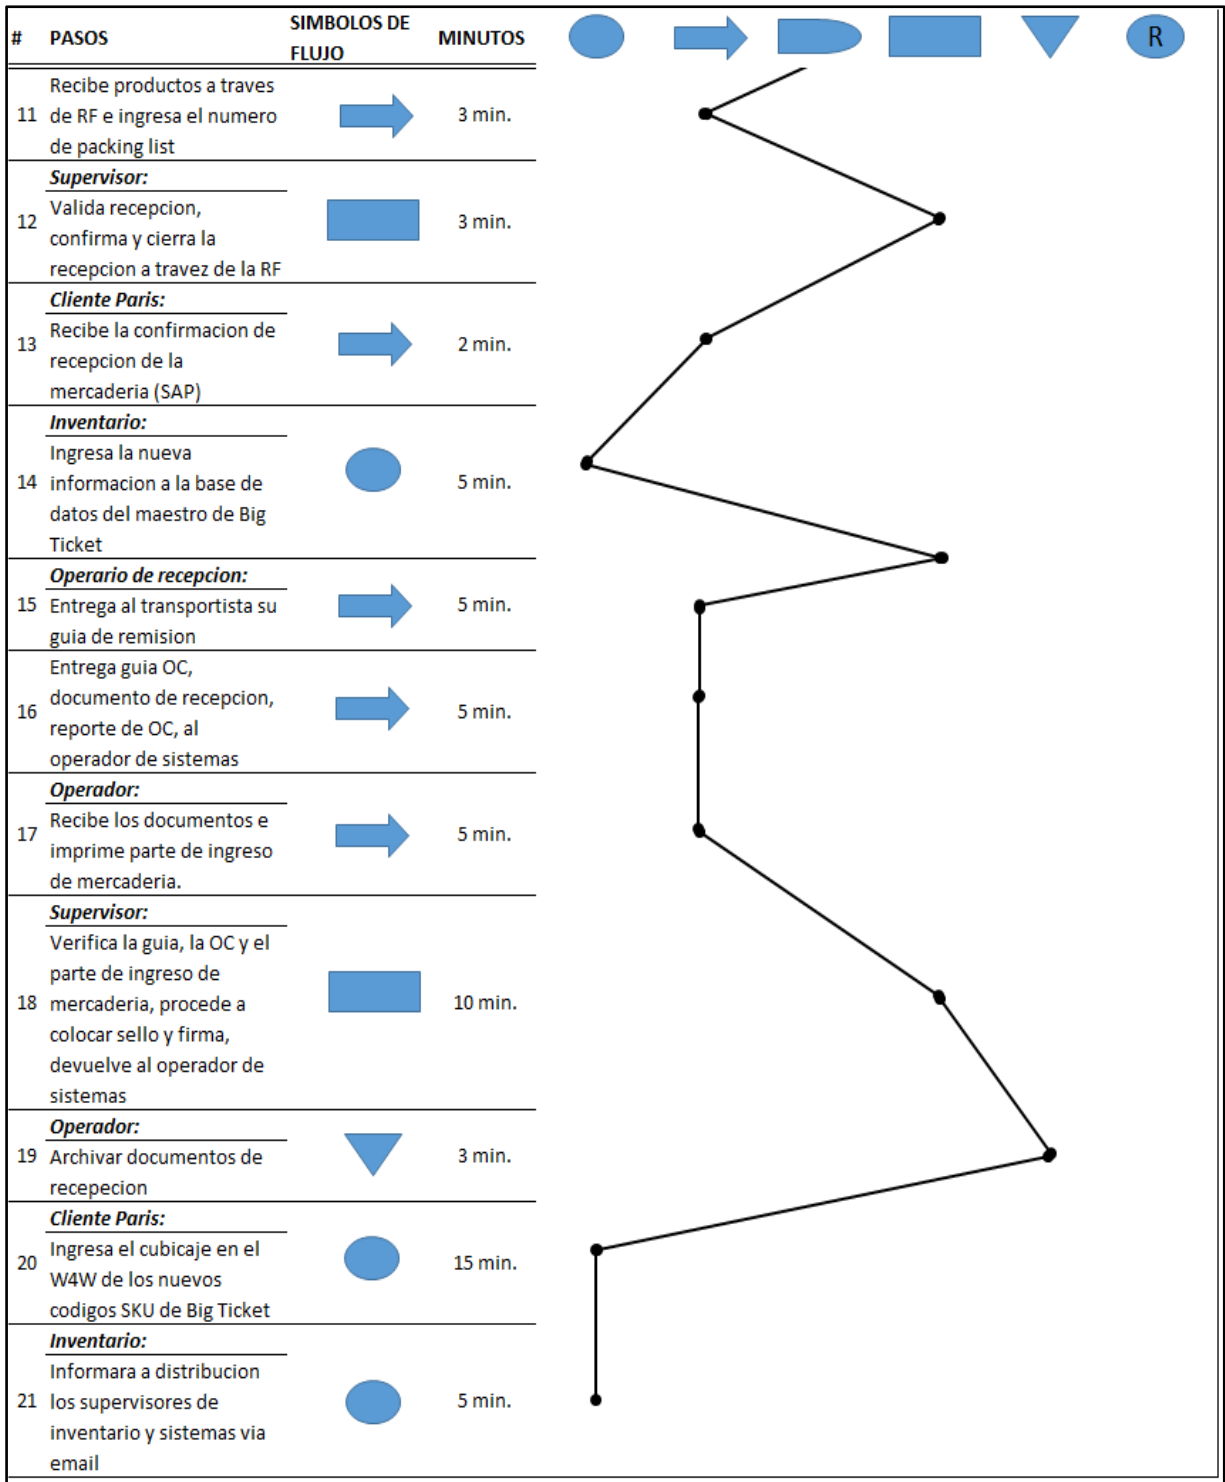 # PASOS SIMBOLOS DE FLUJO MINUTOS R
Recibe productos a traves
11 de RF e ingresa el numero 3 min.
de packing list
Supervisor:
Valida recepcion,
12 confirma y cierra la 3 min.
recepcion a travez de la RF
Cliente Paris:
Recibe la confirmacion de
13 recepcion de la 2 min.
mercaderia (SAP)
Inventario:
Ingresa la nueva
14 informacion a la base de 5 min.
datos del maestro de Big
Ticket
Operario de recepcion:
15 Entrega al transportista su 5 min.
guia de remision
Entrega guia OC,
documento de recepcion,
16 reporte de OC, al 5 min.
operador de sistemas
Operador:
Recibe los documentos e
17 imprime parte de ingreso 5 min.
de mercaderia.
Supervisor:
Verifica la guia, la OC y el
parte de ingreso de
18 mercaderia, procede a 10 min.
colocar sello y firma,
devuelve al operador de
sistemas
Operador:
19 Archivar documentos de 3 min.
recepecion
Cliente Paris:
Ingresa el cubicaje en el
20 W4W de los nuevos 15 min.
codigos SKU de Big Ticket
Inventario:
Informara a distribucion
21 los supervisores de 5 min.
inventario y sistemas via
email